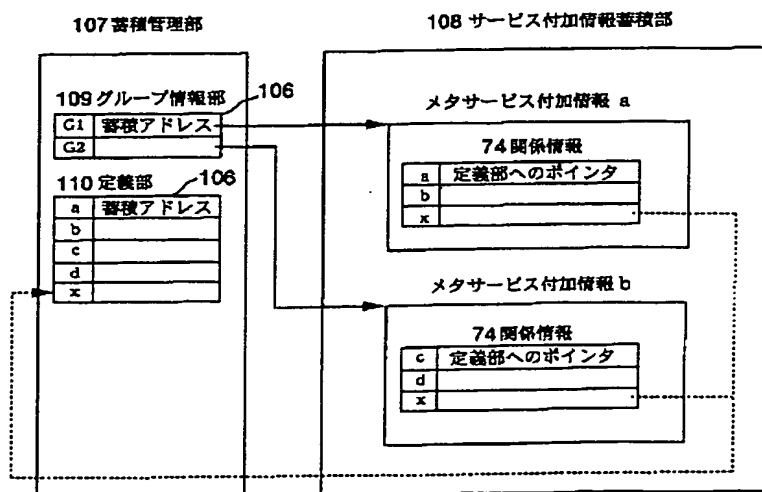 107 蓄積管理部
109 グループ情報部
106
G1 蓄積アドレス
G2
110 定義部
106
a 蓄積アドレス
b
c
d
x
108 サービス付加情報蓄積部
メタサービス付加情報 a
74 関係情報
a 定義部へのポインタ
b
x
メタサービス付加情報 b
74 関係情報
c 定義部へのポインタ
d
x